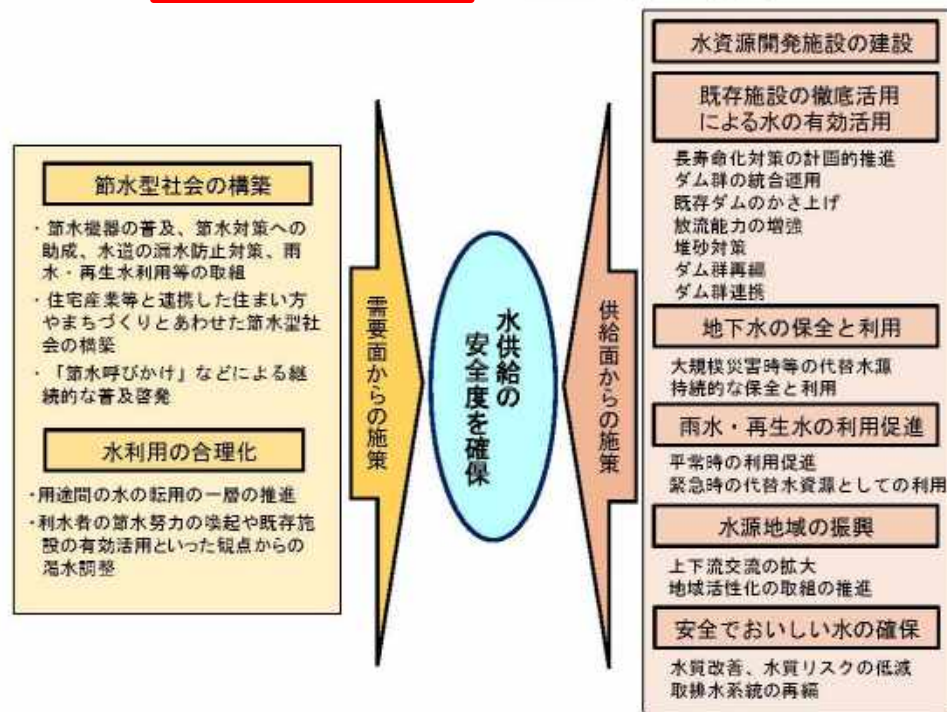 節水型社会の構築
・節水機器の普及、節水対策への
助成、水道の漏水防止対策、雨
水・再生水利用等の取組
・住宅産業等と連携した住まい方
やまちづくりとあわせた節水型社
会の構築
・「節水呼びかけ」などによる継
続的な普及啓発
水利用の合理化
・用途間の水の転用の一層の推進
・利水者の節水努力の喚起や既存施
設の有効活用といった観点からの
渇水調整
需要面からの施策
水供給の
安全度を確保
供給面からの施策
水資源開発施設の建設
既存施設の徹底活用
による水の有効活用
長寿命化対策の計画的推進
ダム群の統合運用
既存ダムのかさ上げ
放流能力の増強
堆砂対策
ダム群再編
ダム群連携
地下水の保全と利用
大規模災害時等の代替水源
持続的な保全と利用
雨水・再生水の利用促進
平常時の利用促進
緊急時の代替水資源としての利用
水源地域の振興
上下流交流の拡大
地域活性化の取組の推進
安全でおいしい水の確保
水質改善、水質リスクの低減
取排水系統の再編